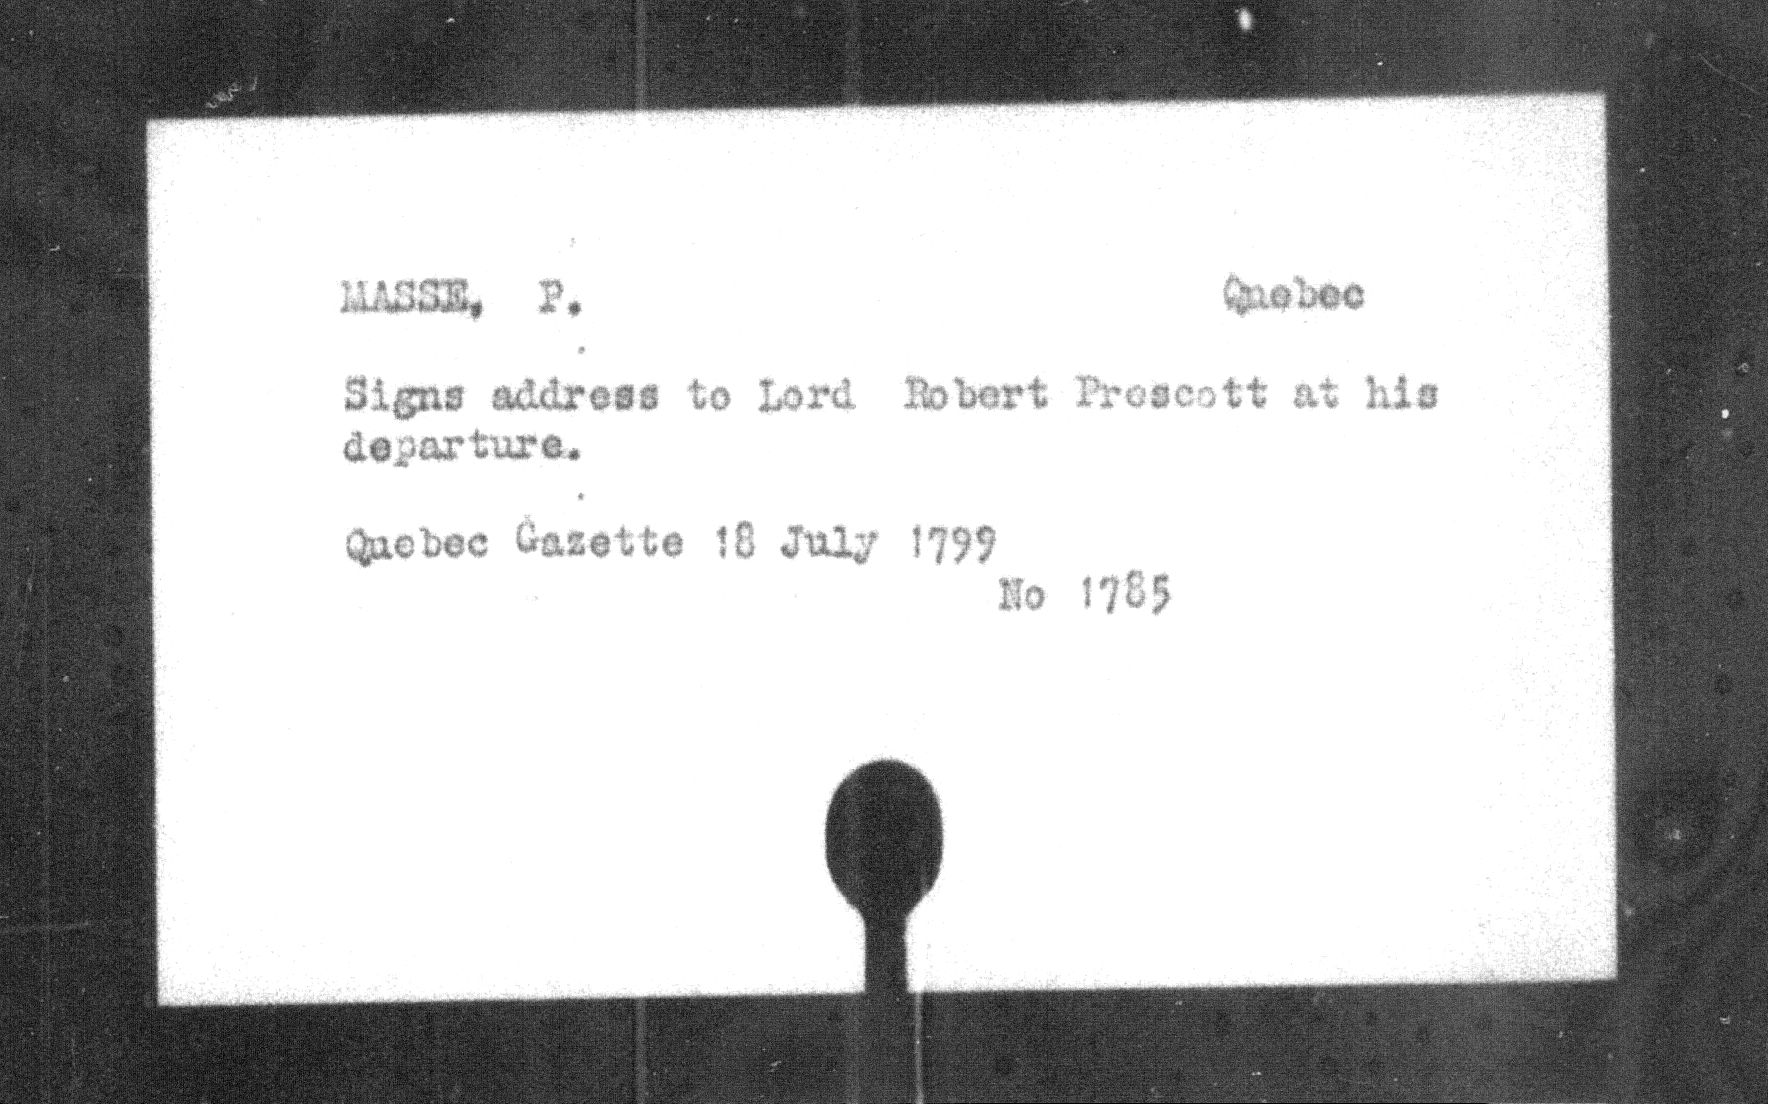 MASSE, P. Quebec
Signs address to Lord Robert Prescott at his
departure.
Quebec Gazette 18 July 1799
No 1785